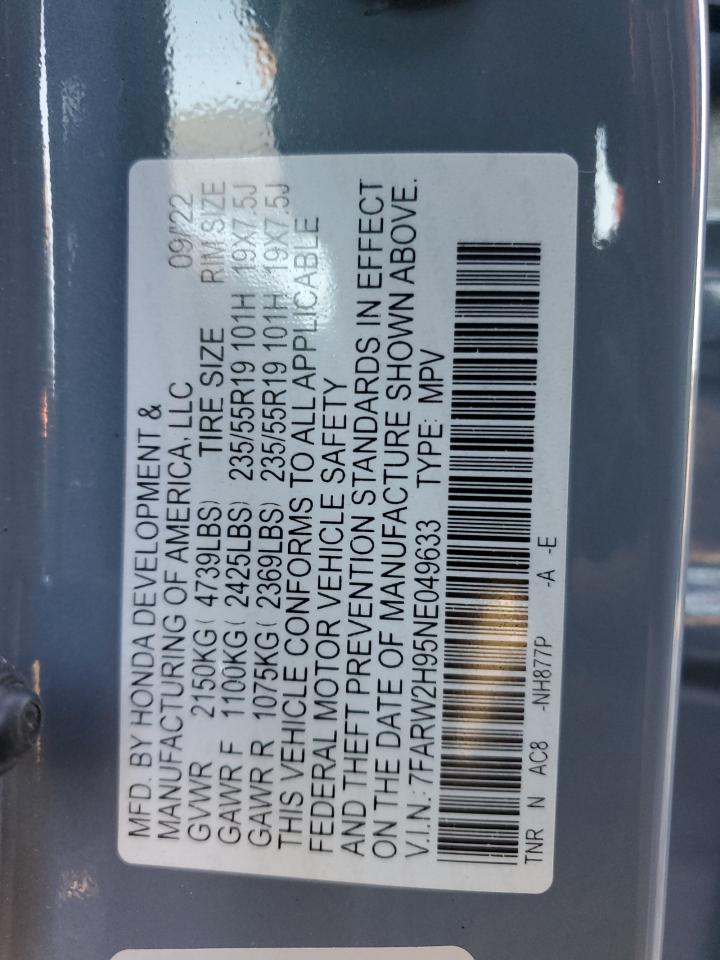 MFD. BY HONDA DEVELOPMENT &
MANUFACTURING OF AMERICA, LLC 09/'22
GVWR 2150KG( 4739LBS) TIRE SIZE RIM SIZE
GAWR F 1100KG( 2425LBS) 235/55R19 101H 19X7.5J
GAWR R 1075KG( 2369LBS) 235/55R19 101H 19X7.5J
THIS VEHICLE CONFORMS TO ALL APPLICABLE
FEDERAL MOTOR VEHICLE SAFETY
AND THEFT PREVENTION STANDARDS IN EFFECT
ON THE DATE OF MANUFACTURE SHOWN ABOVE.
V.I.N.: 7FARW2H95NE049633 TYPE: MPV
TNR N AC8 -NH877P -A -E